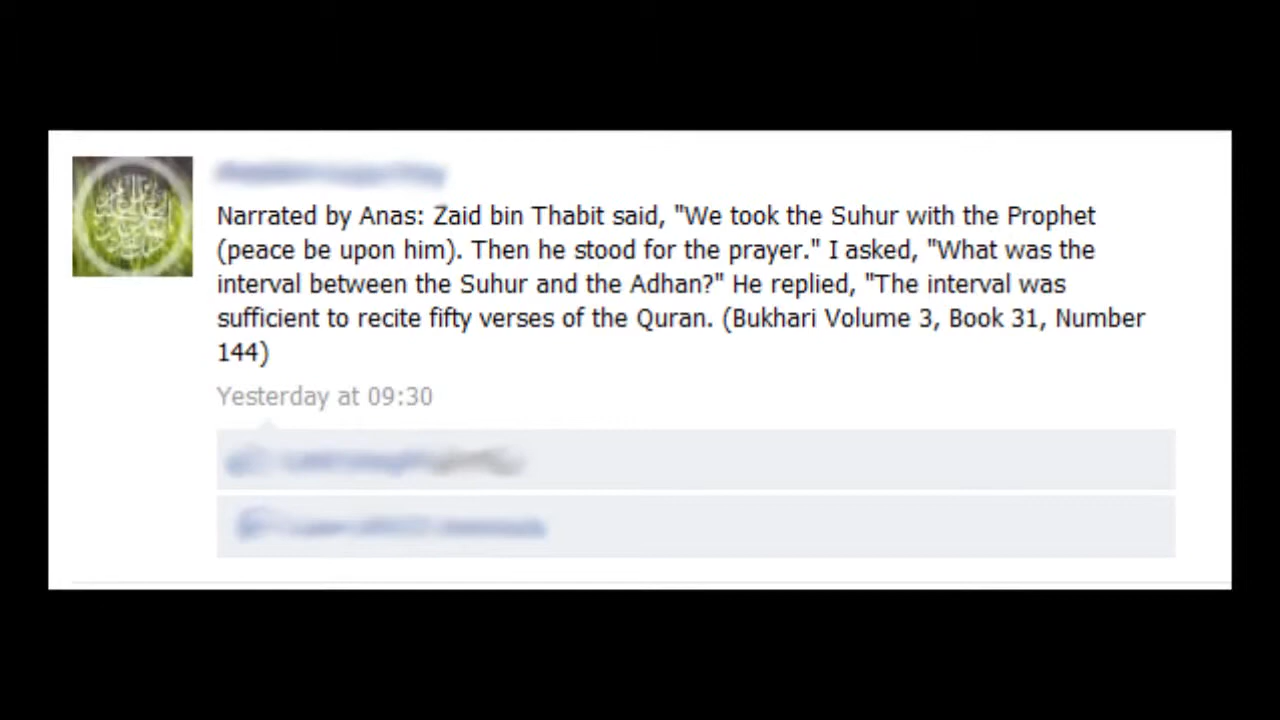 Narrated by Anas: Zaid bin Thabit said, "We took the Suhur with the Prophet
(peace be upon him). Then he stood for the prayer." I asked, "What was the
interval between the Suhur and the Adhan?" He replied, "The interval was
sufficient to recite fifty verses of the Quran. (Bukhari Volume 3, Book 31, Number
144)
Yesterday at 09:30